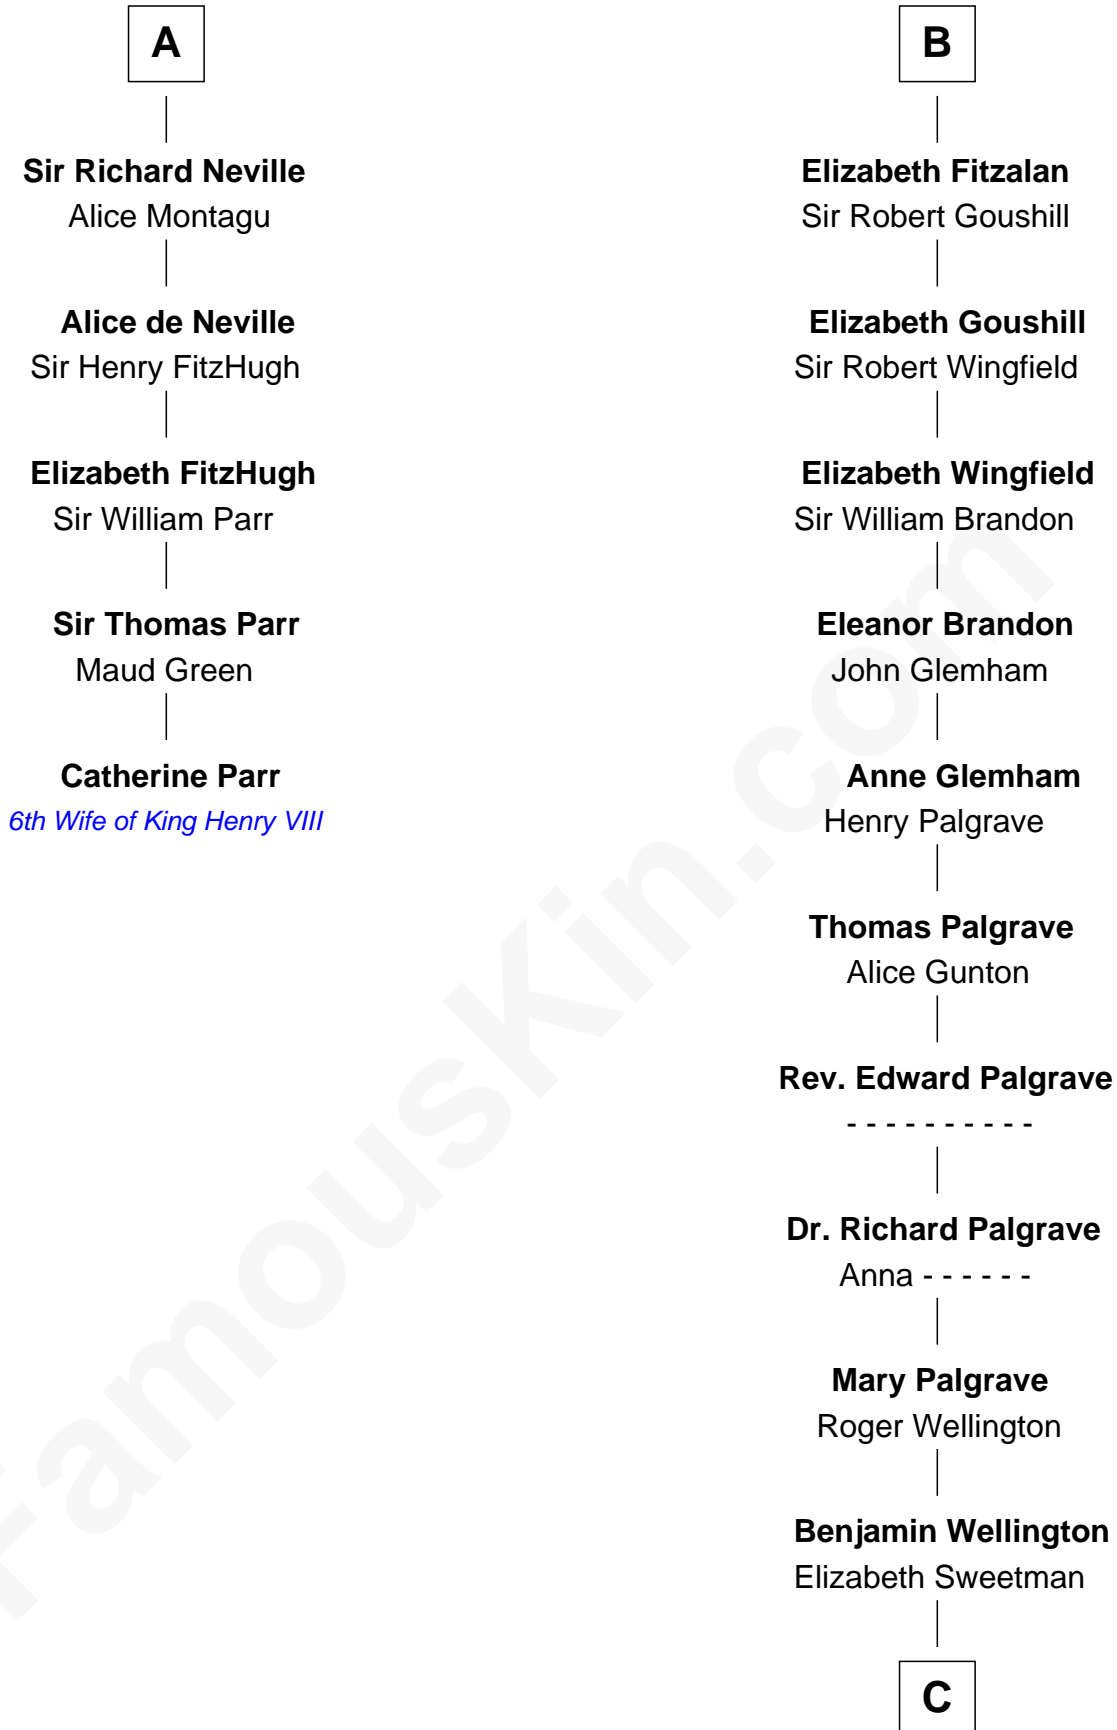 A
Sir Richard Neville
Alice Montagu
Alice de Neville
Sir Henry FitzHugh
Elizabeth FitzHugh
Sir William Parr
Sir Thomas Parr
Maud Green
Catherine Parr
6th Wife of King Henry VIII
B
Elizabeth Fitzalan
Sir Robert Goushill
Elizabeth Goushill
Sir Robert Wingfield
Elizabeth Wingfield
Sir William Brandon
Eleanor Brandon
John Glemham
Anne Glemham
Henry Palgrave
Thomas Palgrave
Alice Gunton
Rev. Edward Palgrave
- - - - - - - - - -
Dr. Richard Palgrave
Anna - - - - - -
Mary Palgrave
Roger Wellington
Benjamin Wellington
Elizabeth Sweetman
C
FamousKin.com